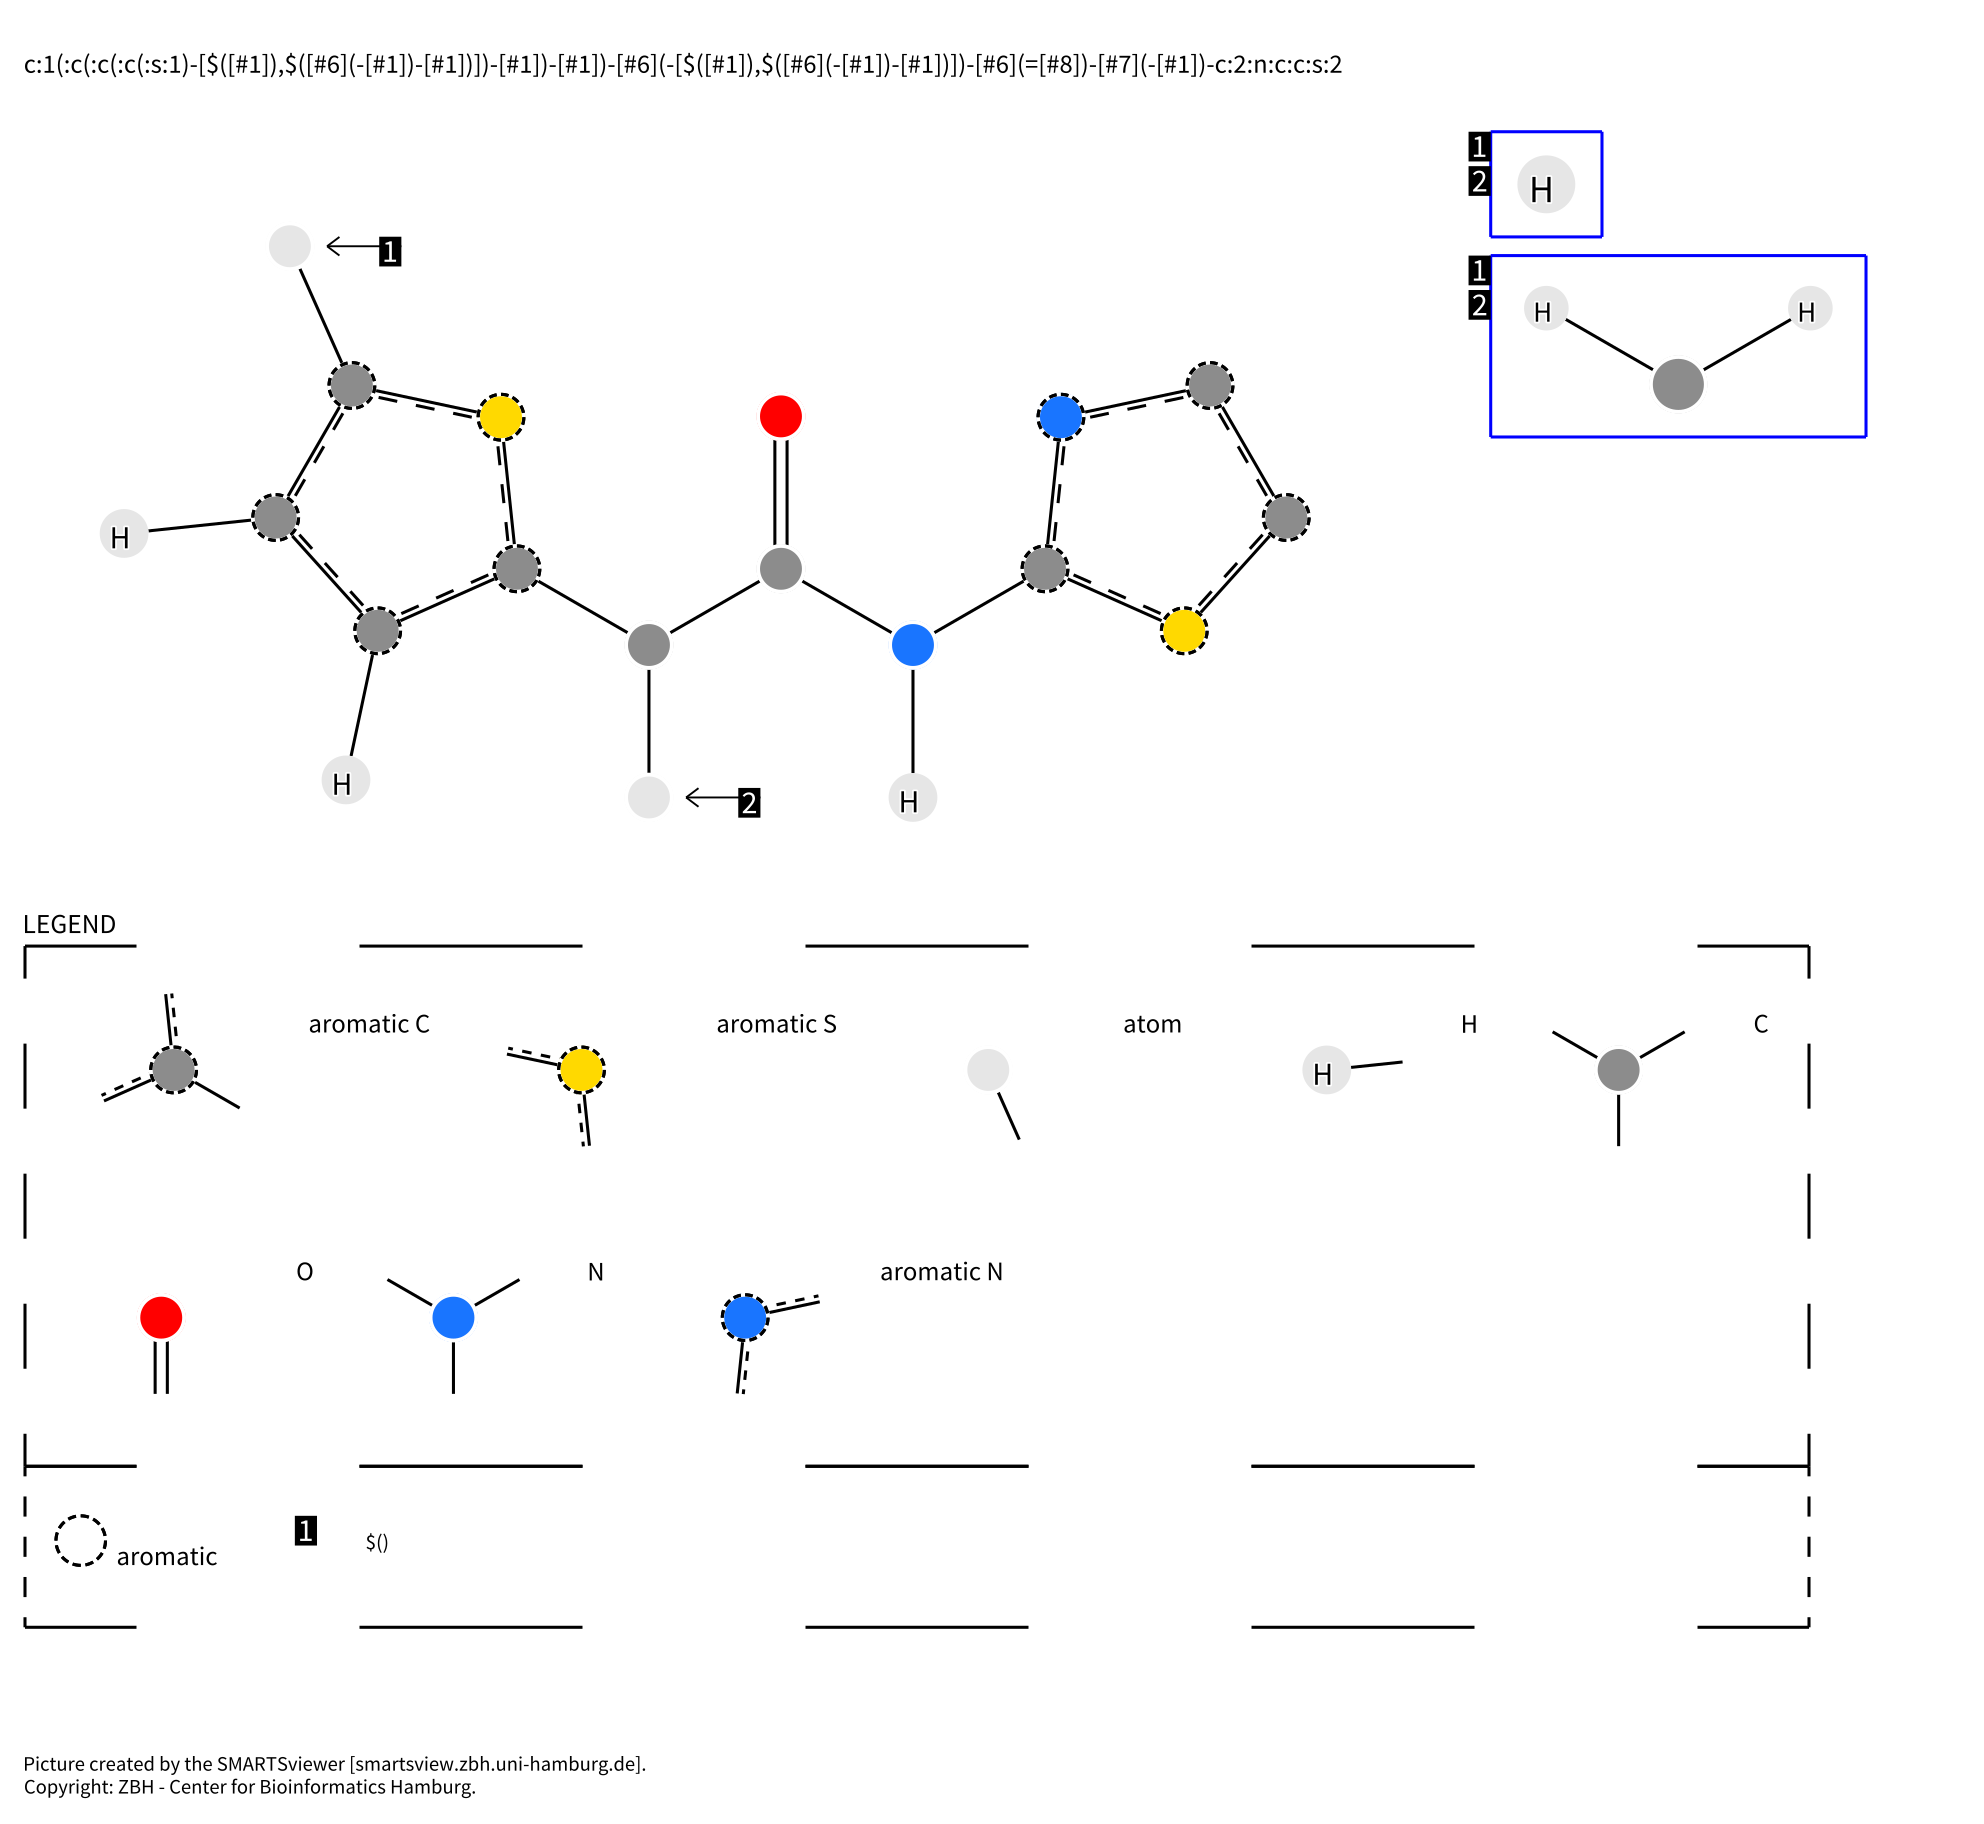 c:1(:c(:c(:c(:s:1)-[$([#1]),$([#6](-[#1])-[#1])])-[#1])-[#1])-[#6](-[$([#1]),$([#6](-[#1])-[#1])])-[#6](=[#8])-[#7](-[#1])-c:2:n:c:c:s:2
1
2
H
1
1
2
H
H
H
H
2
H
LEGEND
aromatic C
aromatic S
atom
H
C
H
O
N
aromatic N
aromatic
1
$()
Picture created by the SMARTSviewer [smartsview.zbh.uni-hamburg.de].
Copyright: ZBH - Center for Bioinformatics Hamburg.